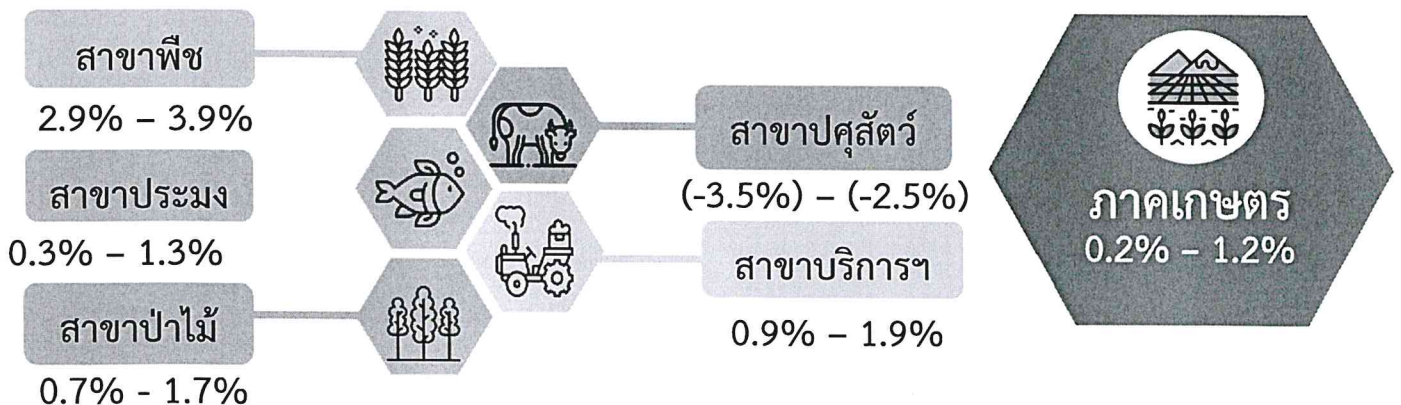 สาขาพืช
2.9% – 3.9%
สาขาประมง
0.3% – 1.3%
สาขาป่าไม้
0.7% - 1.7%
สาขาปศุสัตว์
(-3.5%) – (-2.5%)
สาขาบริการฯ
0.9% – 1.9%
ภาคเกษตร
0.2% – 1.2%